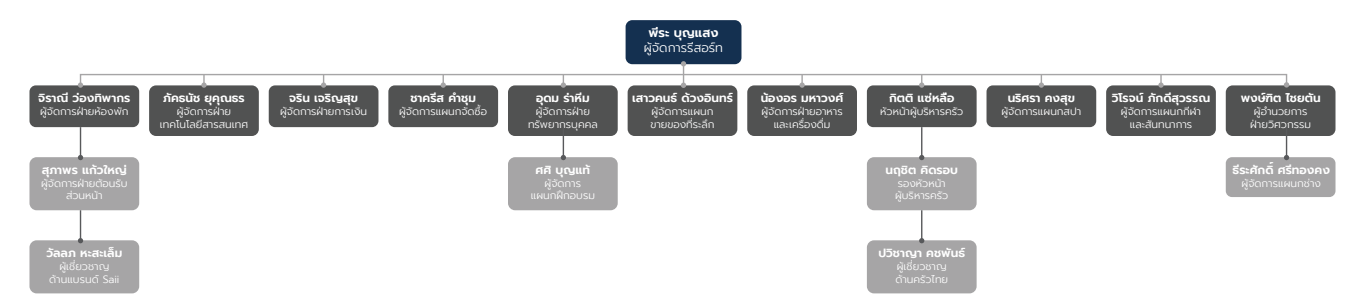 พีระ บุญแสง
ผู้จัดการรีสอร์ท
จิราณี ว่องทิพากร
ผู้จัดการฝ่ายห้องพัก
ภัคธนัช ยุคุณธร
ผู้จัดการฝ่าย
เทคโนโลยีสารสนเทศ
จริน เจริญสุข
ผู้จัดการฝ่ายการเงิน
ชาครีส คำชุม
ผู้จัดการแผนกจัดซื้อ
อุดม ร่าหีม
ผู้จัดการฝ่าย
ทรัพยากรบุคคล
เสาวคนธ์ ด้วงอินทร์
ผู้จัดการแผนก
ขายของที่ระลึก
น้องอร มหาวงศ์
ผู้จัดการฝ่ายอาหาร
และเครื่องดื่ม
กิตติ แซ่หลือ
หัวหน้าผู้บริหารครัว
นริศรา คงสุข
ผู้จัดการแผนกสปา
วิโรจน์ ภักดีสุวรรณ
ผู้จัดการแผนกกีฬา
และสันทนาการ
พงษ์ทิต ไชยตัน
ผู้อำนวยการ
ฝ่ายวิศวกรรม
สุภาพร แก้วใหญ่
ผู้จัดการฝ่ายต้อนรับ
ส่วนหน้า
ศศิ บุญแท้
ผู้จัดการ
แผนกฝึกอบรม
นฤชิต คิดรอบ
รองหัวหน้า
ผู้บริหารครัว
ธีระศักดิ์ ศรีทองคง
ผู้จัดการแผนกช่าง
วัลลภ หะสะเล็ม
ผู้เชี่ยวชาญ
ด้านแบรนด์ Saii
ปวิชาญา คชพันธ์
ผู้เชี่ยวชาญ
ด้านครัวไทย